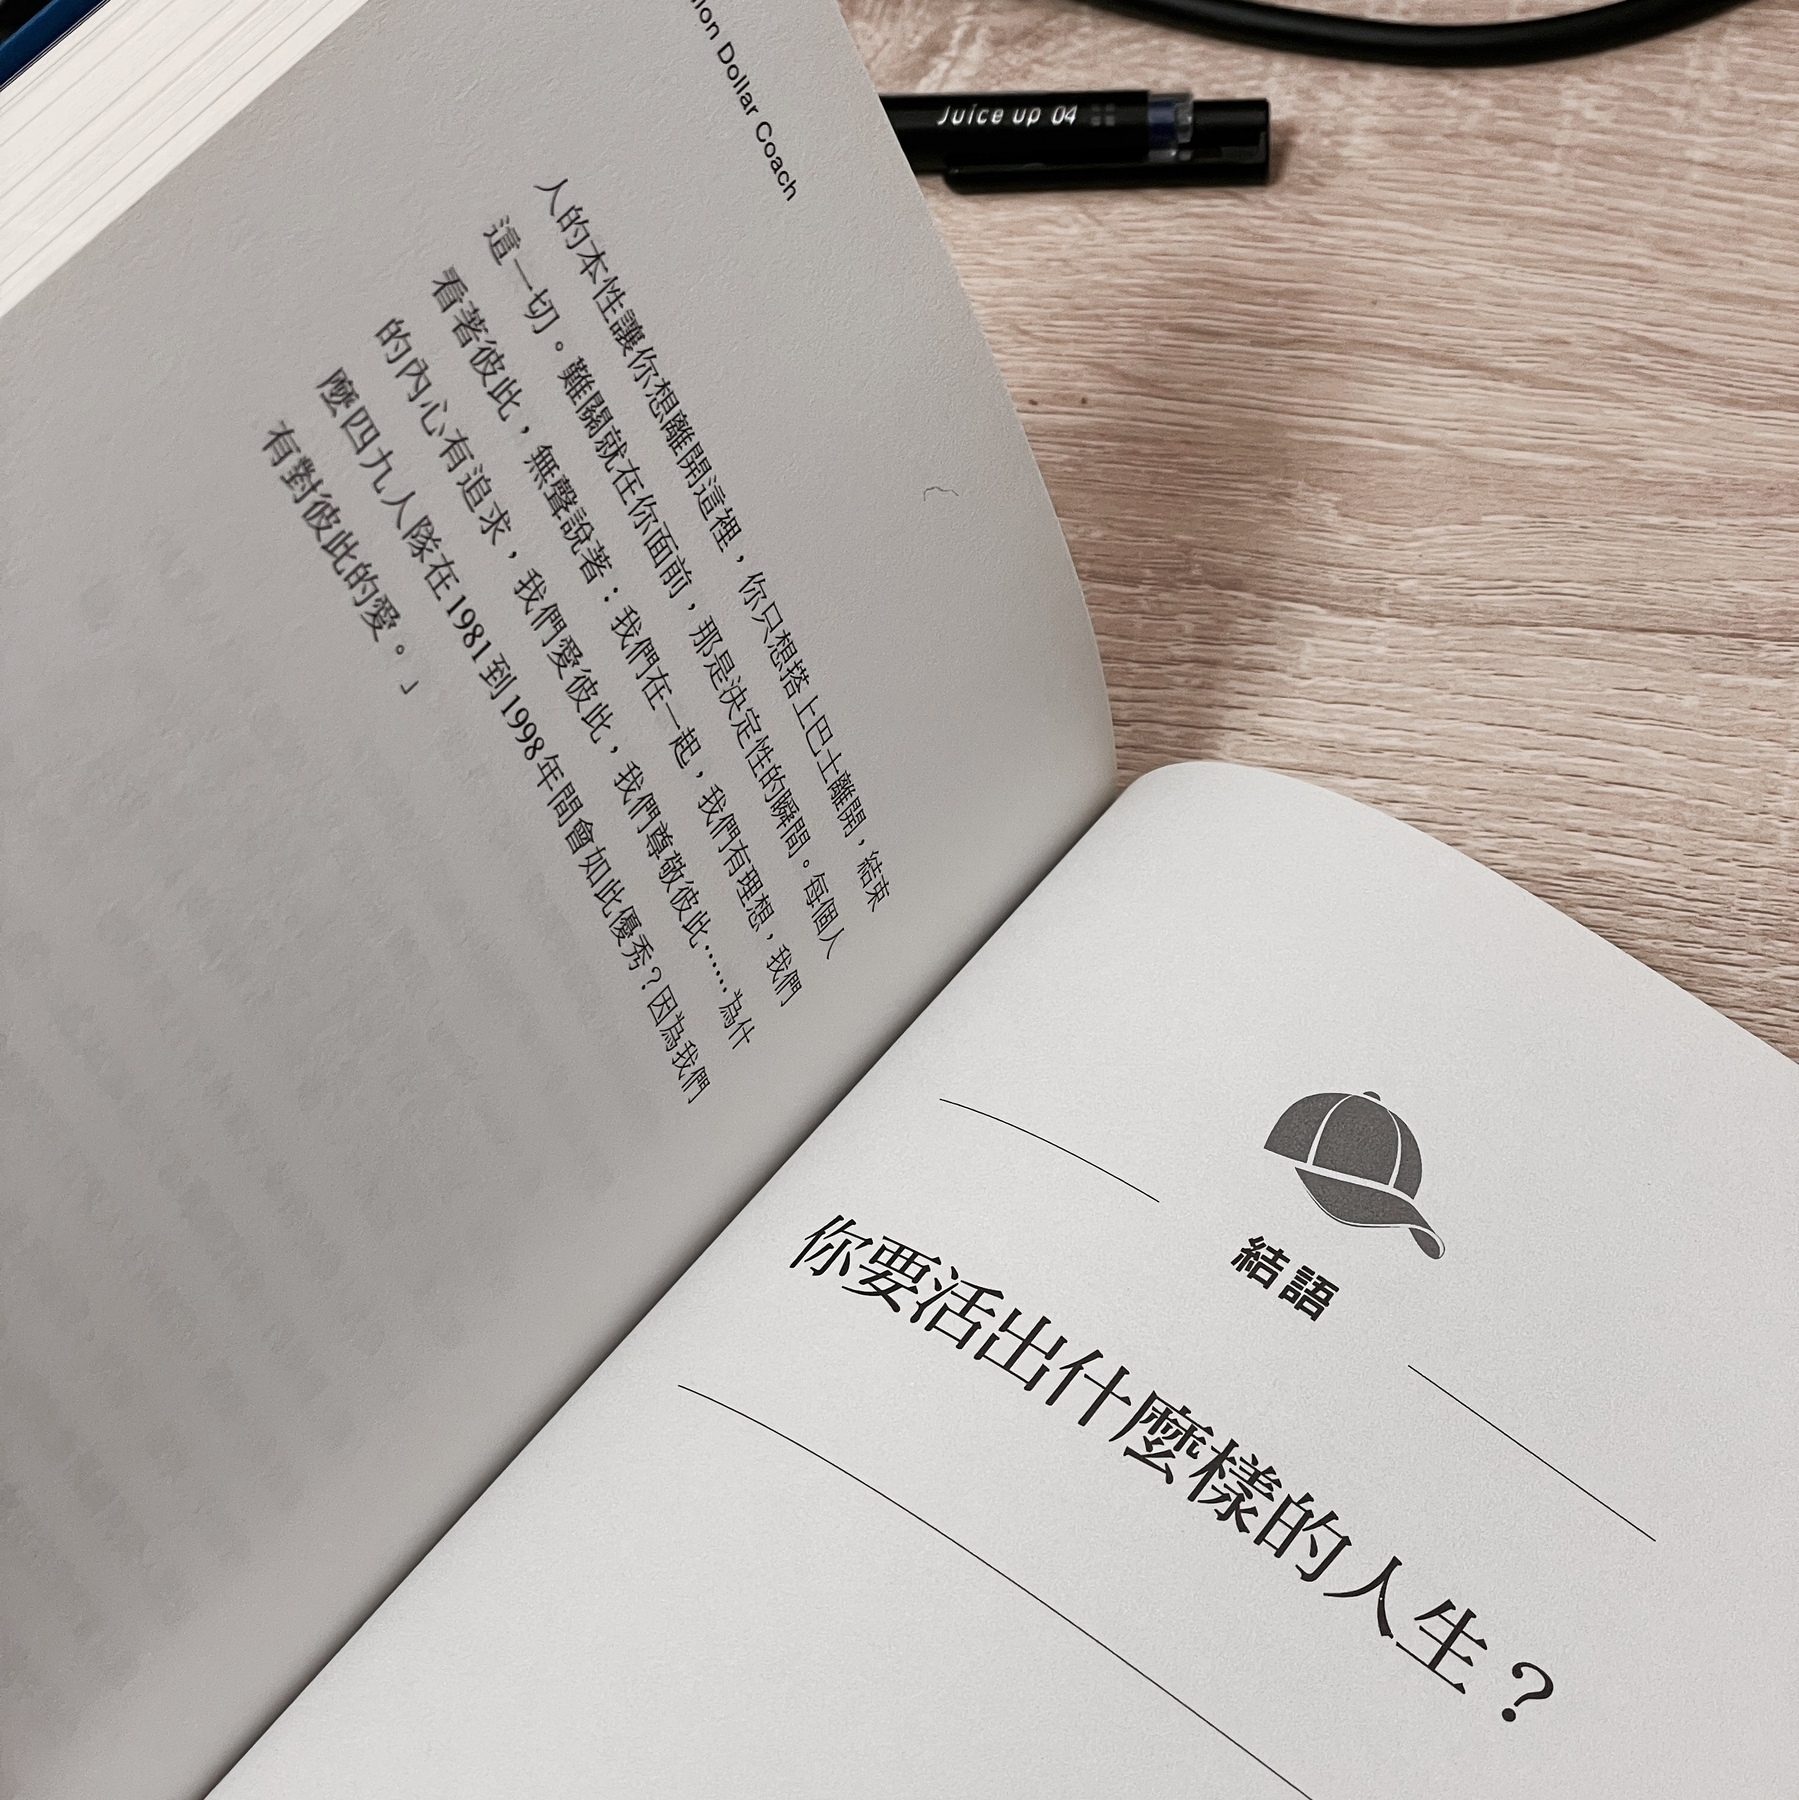 Dollar Coach
人的本性讓你想離開這裡，你只想搭上巴士離開，結束
這一切。難關就在你面前，那是決定性的瞬間。每個人
看著彼此，無聲說著：我們在一起，我們有理想，我們
的內心有追求，我們愛彼此，我們尊敬彼此……為什
麼四九人隊在1981到1998年間會如此優秀？因為我們
有對彼此的愛。」
Juice up 04
結語
你要活出什麼樣的人生？